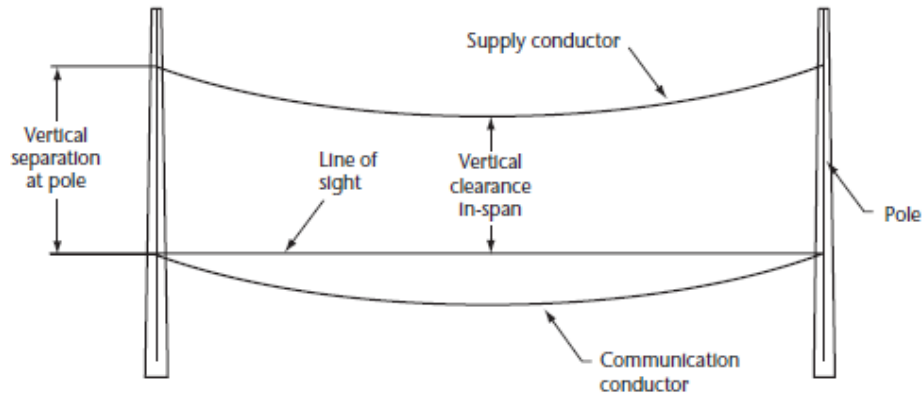 Supply conductor
Vertical
separation
at pole
Line of
sight
Vertical
clearance
in-span
Pole
Communication
conductor